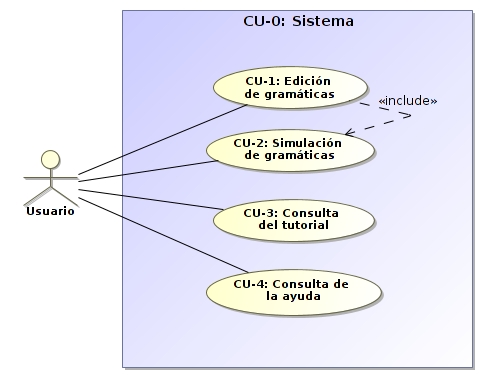 CU-0: Sistema
CU-1: Edición
de gramáticas
«include»
CU-2: Simulación
de gramáticas
Usuario
CU-3: Consulta
del tutorial
CU-4: Consulta de
la ayuda